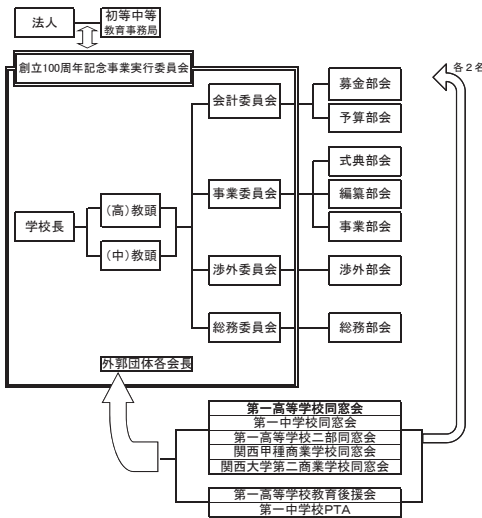 法人
初等中等
教育事務局
創立100周年記念事業実行委員会
各2名
会計委員会
募金部会
予算部会
式典部会
事業委員会
編纂部会
事業部会
学校長
(高)教頭
(中)教頭
渉外委員会
渉外部会
総務委員会
総務部会
外郭団体各会長
第一高等学校同窓会
第一中学校同窓会
第一高等学校二部同窓会
関西甲種商業学校同窓会
関西大学第二商業学校同窓会
第一高等学校教育後援会
第一中学校PTA